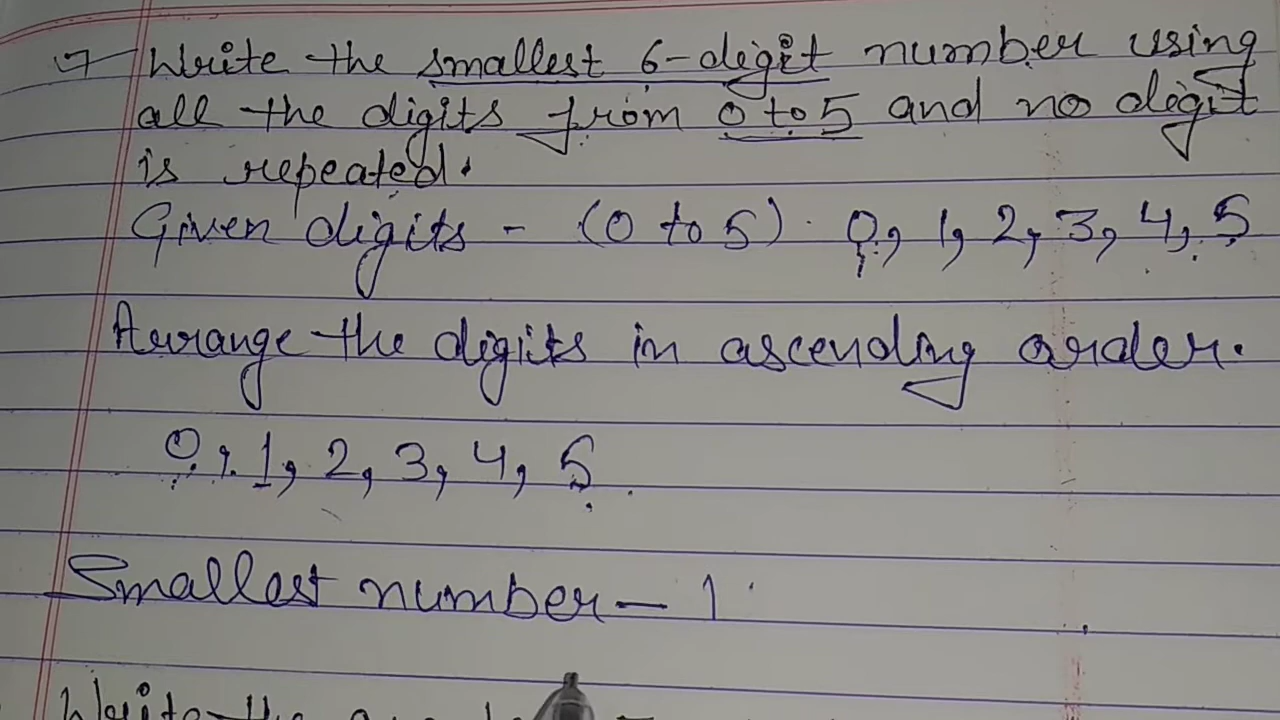 7 Write the smallest 6-digit number using
all the digits from 0 to 5 and no digit
is repeated.
Given digits - (0 to 5). 0, 1, 2, 3, 4, 5
Arrange the digits in ascending order.
0, 1, 2, 3, 4, 5
Smallest number - 1
Write the